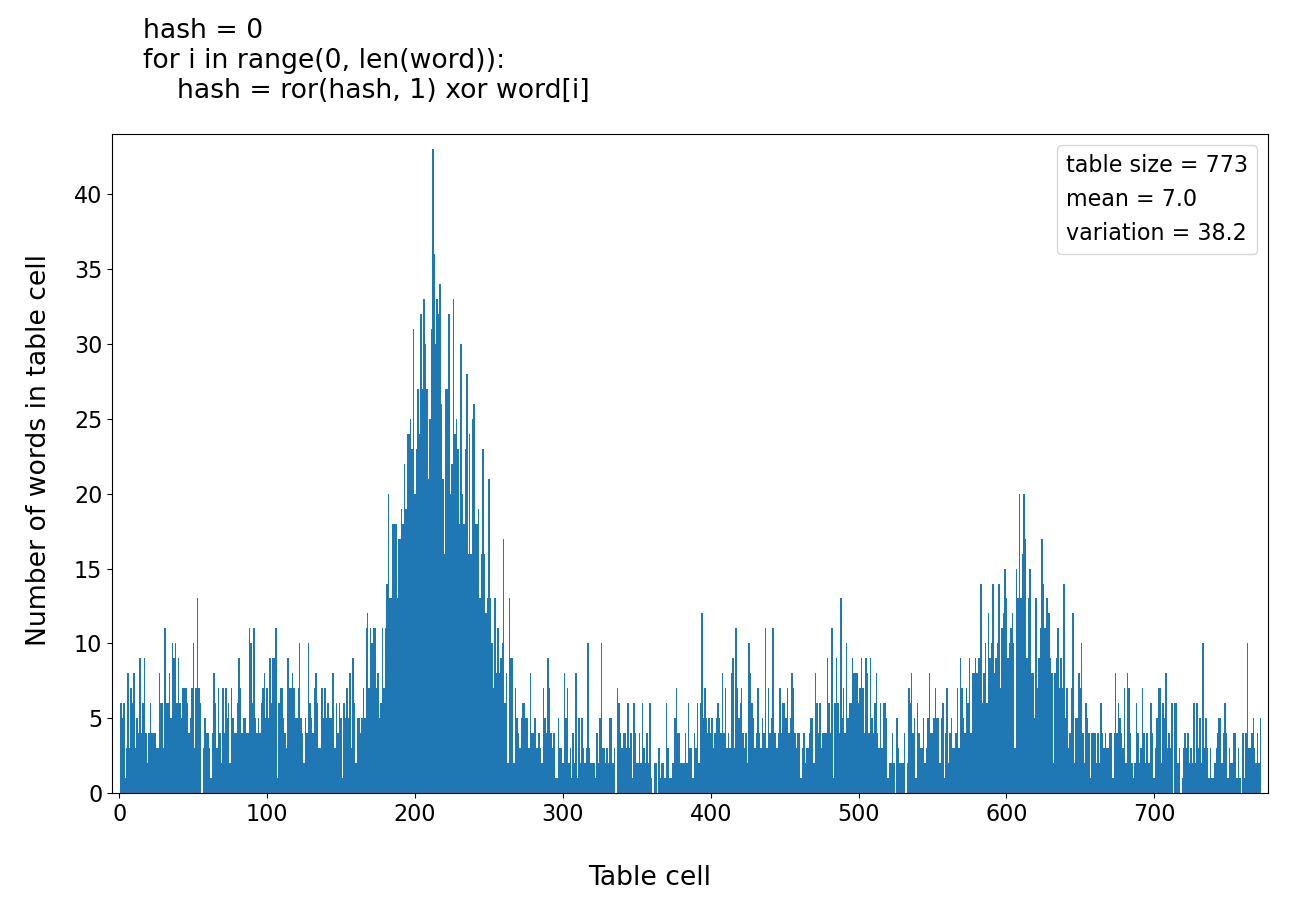 hash = 0
for i in range(0, len(word)):
hash = ror(hash, 1) xor word[i]
table size = 773
mean = 7.0
variation = 38.2
Number of words in table cell
40
35
30
25
20
15
10
5
0
0 100 200 300 400 500 600 700
Table cell